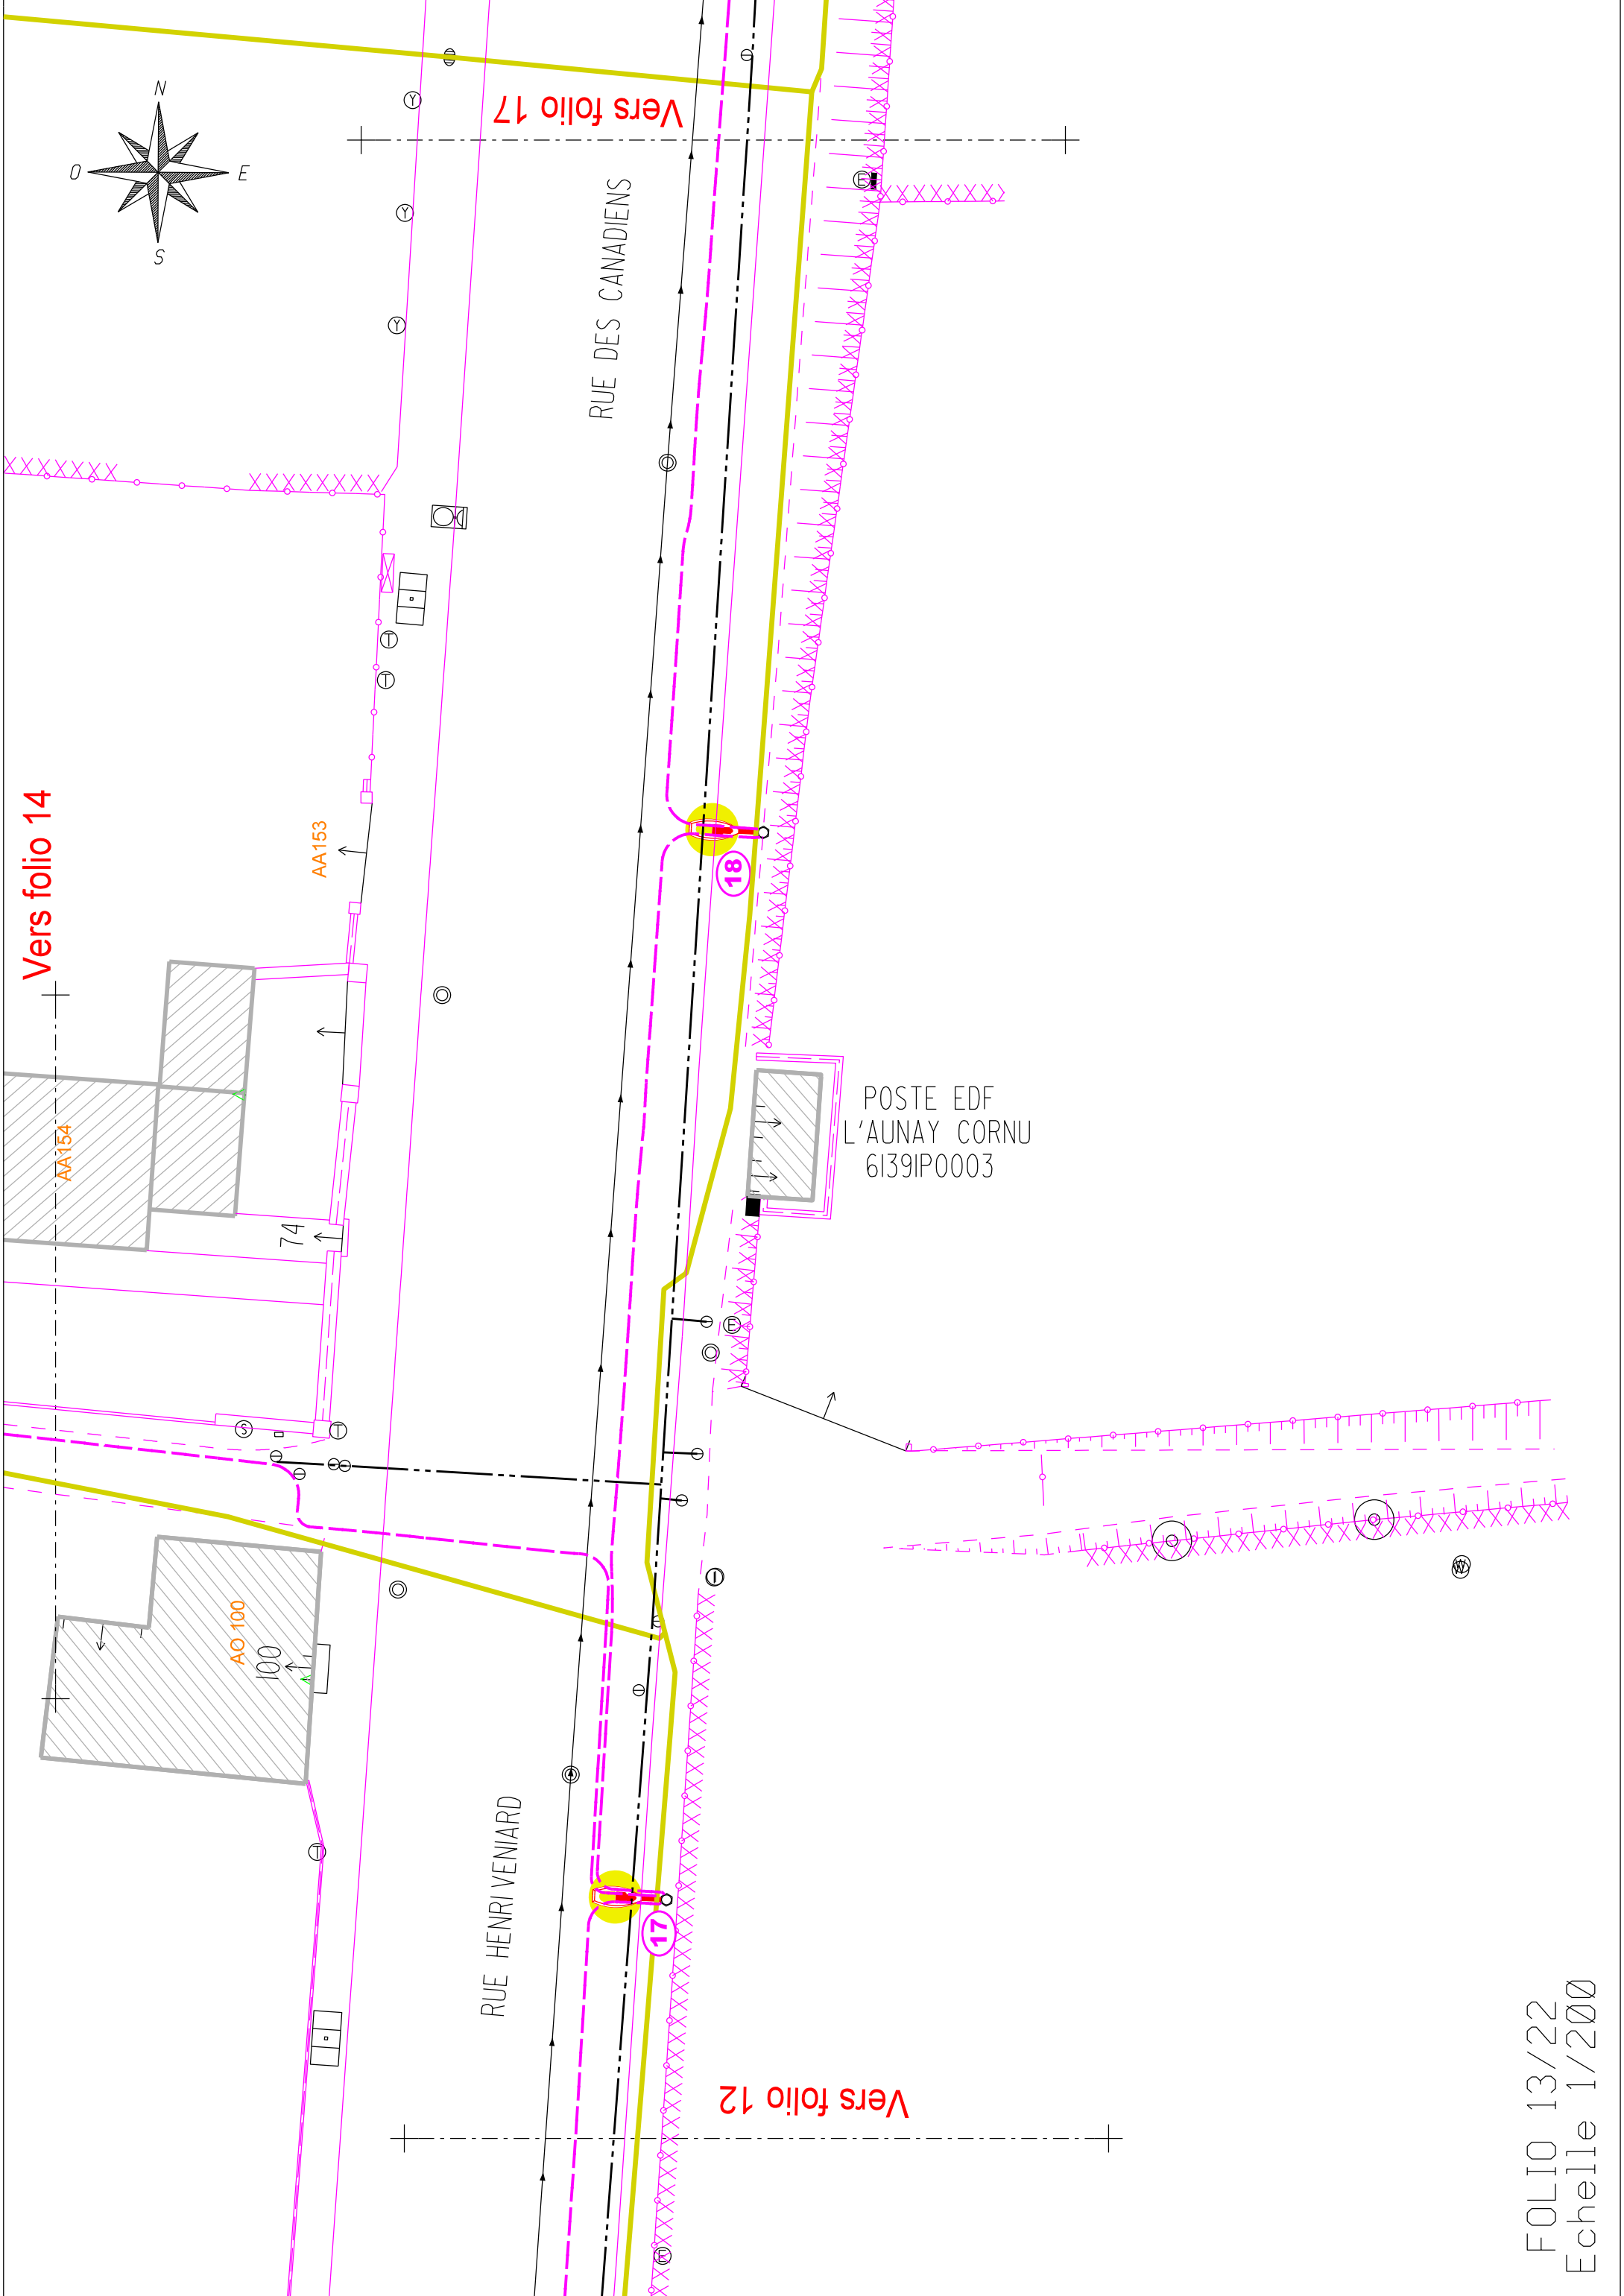 N
O
E
S
Vers folio 17
Y
Y
Y
E
RUE DES CANADIENS
T
T
Vers folio 14
AA153
18
AA154
74
POSTE EDF
L'AUNAY CORNU
6139IP0003
E
S
T
W
AO 100
100
T
RUE HENRI VENIARD
17
Vers folio 12
E
FOLIO 13/22
Echelle 1/200